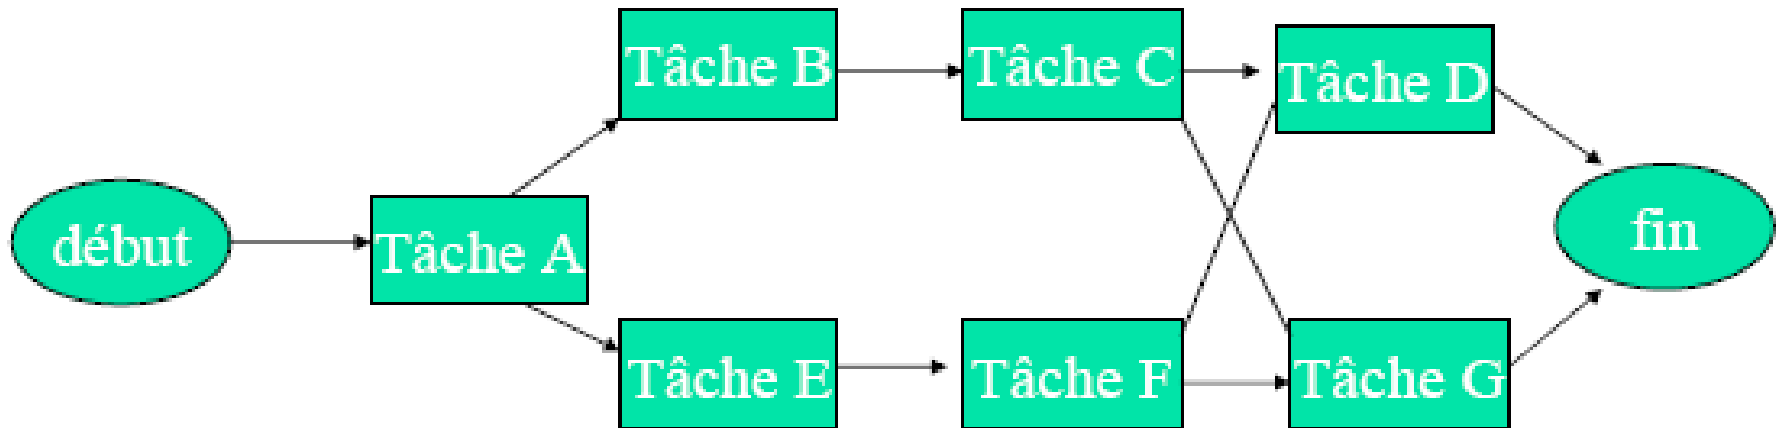 Tâche B
Tâche C
Tâche D
début
Tâche A
fin
Tâche E
Tâche F
Tâche G